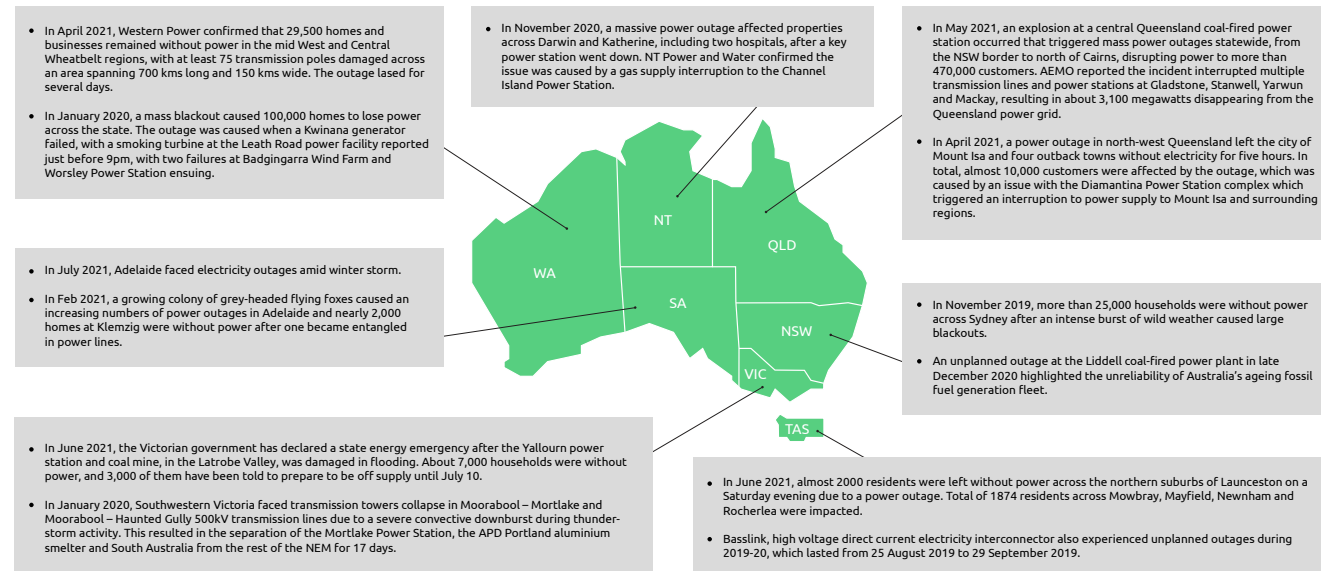 • In April 2021, Western Power confirmed that 29,500 homes and
businesses remained without power in the mid West and Central
Wheatbelt regions, with at least 75 transmission poles damaged across
an area spanning 700 kms long and 150 kms wide. The outage lased for
several days.
• In January 2020, a mass blackout caused 100,000 homes to lose power
across the state. The outage was caused when a Kwinana generator
failed, with a smoking turbine at the Leath Road power facility reported
just before 9pm, with two failures at Badgingarra Wind Farm and
Worsley Power Station ensuing.
• In November 2020, a massive power outage affected properties
across Darwin and Katherine, including two hospitals, after a key
power station went down. NT Power and Water confirmed the
issue was caused by a gas supply interruption to the Channel
Island Power Station.
• In May 2021, an explosion at a central Queensland coal-fired power
station occurred that triggered mass power outages statewide, from
the NSW border to north of Cairns, disrupting power to more than
470,000 customers. AEMO reported the incident interrupted multiple
transmission lines and power stations at Gladstone, Stanwell, Yarwun
and Mackay, resulting in about 3,100 megawatts disappearing from the
Queensland power grid.
• In April 2021, a power outage in north-west Queensland left the city of
Mount Isa and four outback towns without electricity for five hours. In
total, almost 10,000 customers were affected by the outage, which was
caused by an issue with the Diamantina Power Station complex which
triggered an interruption to power supply to Mount Isa and surrounding
regions.
NT
QLD
WA
SA
NSW
VIC
TAS
• In July 2021, Adelaide faced electricity outages amid winter storm.
• In Feb 2021, a growing colony of grey-headed flying foxes caused an
increasing numbers of power outages in Adelaide and nearly 2,000
homes at Klemzig were without power after one became entangled
in power lines.
• In November 2019, more than 25,000 households were without power
across Sydney after an intense burst of wild weather caused large
blackouts.
• An unplanned outage at the Liddell coal-fired power plant in late
December 2020 highlighted the unreliability of Australia's ageing fossil
fuel generation fleet.
• In June 2021, the Victorian government has declared a state energy emergency after the Yallourn power
station and coal mine, in the Latrobe Valley, was damaged in flooding. About 7,000 households were without
power, and 3,000 of them have been told to prepare to be off supply until July 10.
• In January 2020, Southwestern Victoria faced transmission towers collapse in Moorabool – Mortlake and
Moorabool – Haunted Gully 500kV transmission lines due to a severe convective downburst during thunder-
storm activity. This resulted in the separation of the Mortlake Power Station, the APD Portland aluminium
smelter and South Australia from the rest of the NEM for 17 days.
• In June 2021, almost 2000 residents were left without power across the northern suburbs of Launceston on a
Saturday evening due to a power outage. Total of 1874 residents across Mowbray, Mayfield, Newnham and
Rocherlea were impacted.
• Basslink, high voltage direct current electricity interconnector also experienced unplanned outages during
2019-20, which lasted from 25 August 2019 to 29 September 2019.